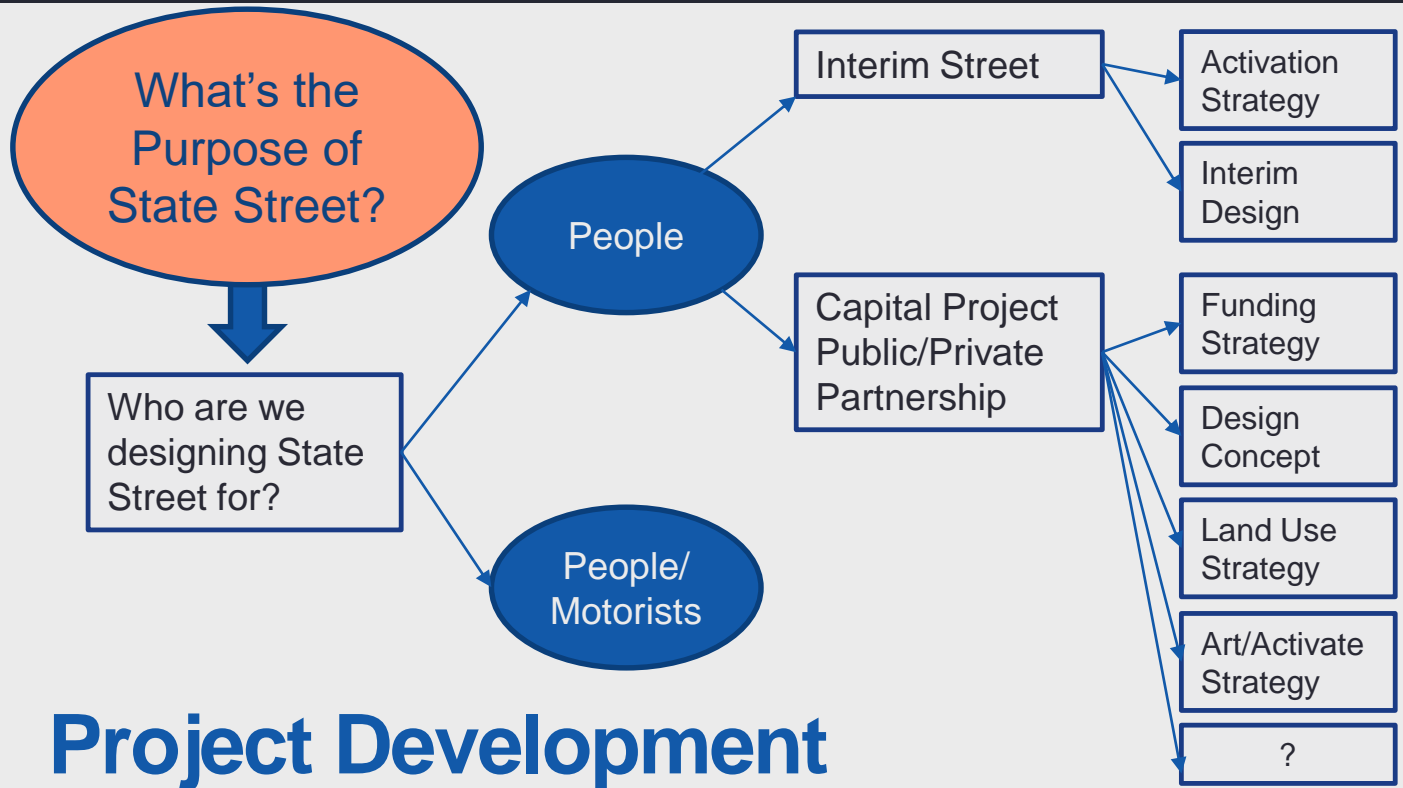 What's the
Purpose of
State Street?
Who are we
designing State
Street for?
People
People/
Motorists
Interim Street
Capital Project
Public/Private
Partnership
Activation
Strategy
Interim
Design
Funding
Strategy
Design
Concept
Land Use
Strategy
Art/Activate
Strategy
?
Project Development